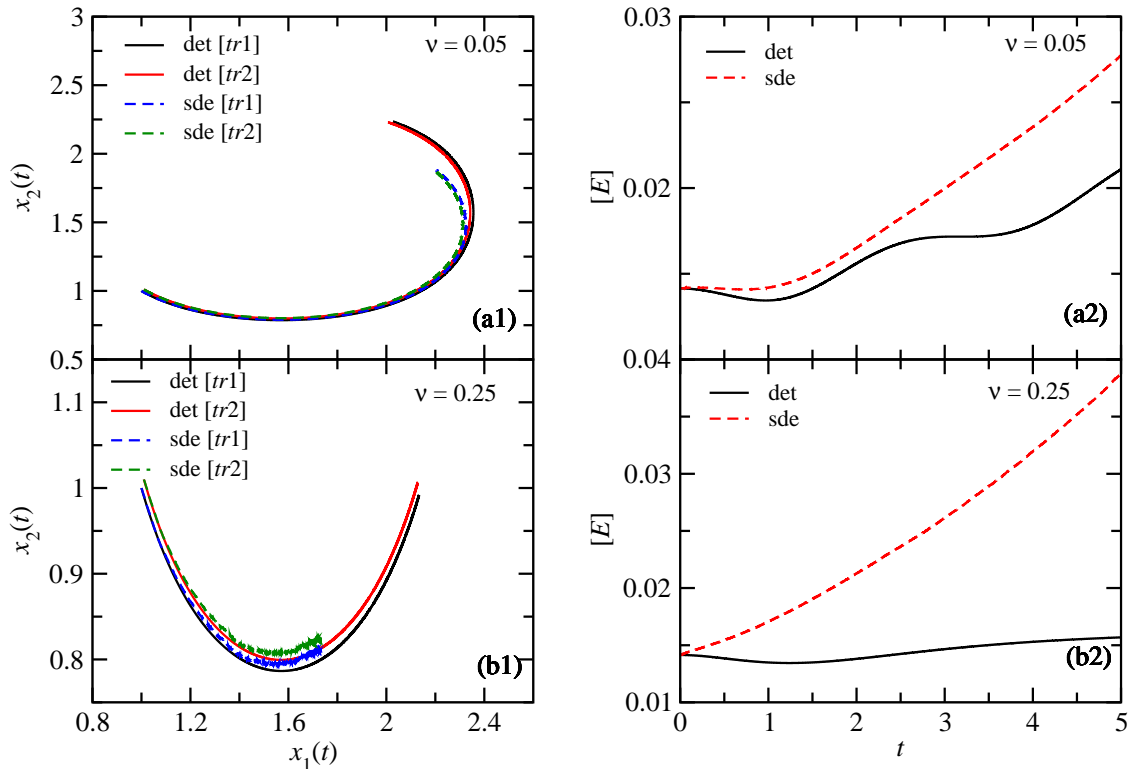 3
2.5
2
1.5
1
0.5
x₂(t)
det [tr1]
det [tr2]
sde [tr1]
sde [tr2]
ν = 0.05
(a1)
0.03
0.02
0.04
[E]
det
sde
ν = 0.05
(a2)
1.1
1
0.9
0.8
x₂(t)
det [tr1]
det [tr2]
sde [tr1]
sde [tr2]
ν = 0.25
(b1)
0.8 1.2 1.6 2 2.4
x₁(t)
0.03
0.02
0.01
[E]
det
sde
ν = 0.25
(b2)
0 1 2 3 4 5
t